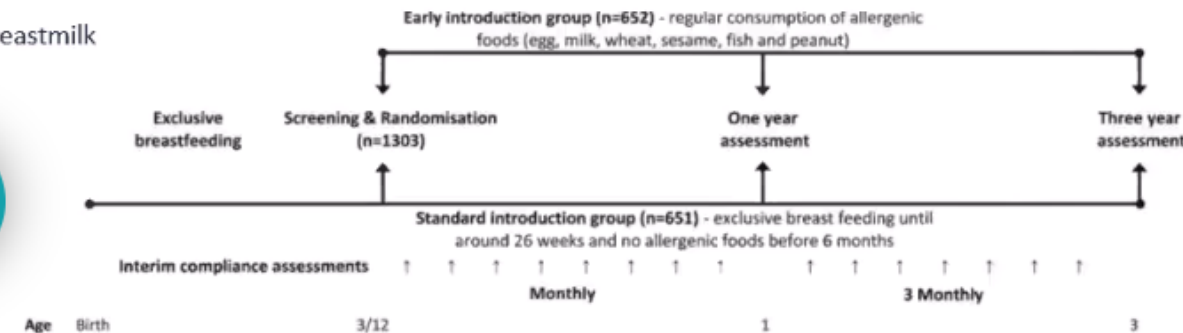 eastmilk
Early introduction group (n=652) - regular consumption of allergenic
foods (egg, milk, wheat, sesame, fish and peanut)
Exclusive
breastfeeding
Screening & Randomisation
(n=1303)
One year
assessment
Three year
assessment
Standard introduction group (n=651) - exclusive breast feeding until
around 26 weeks and no allergenic foods before 6 months
Interim compliance assessments ↑ ↑ ↑ ↑ ↑ ↑ ↑ ↑ ↑ ↑ ↑ ↑ ↑ ↑ ↑
Monthly 3 Monthly
Age Birth 3/12 1 3